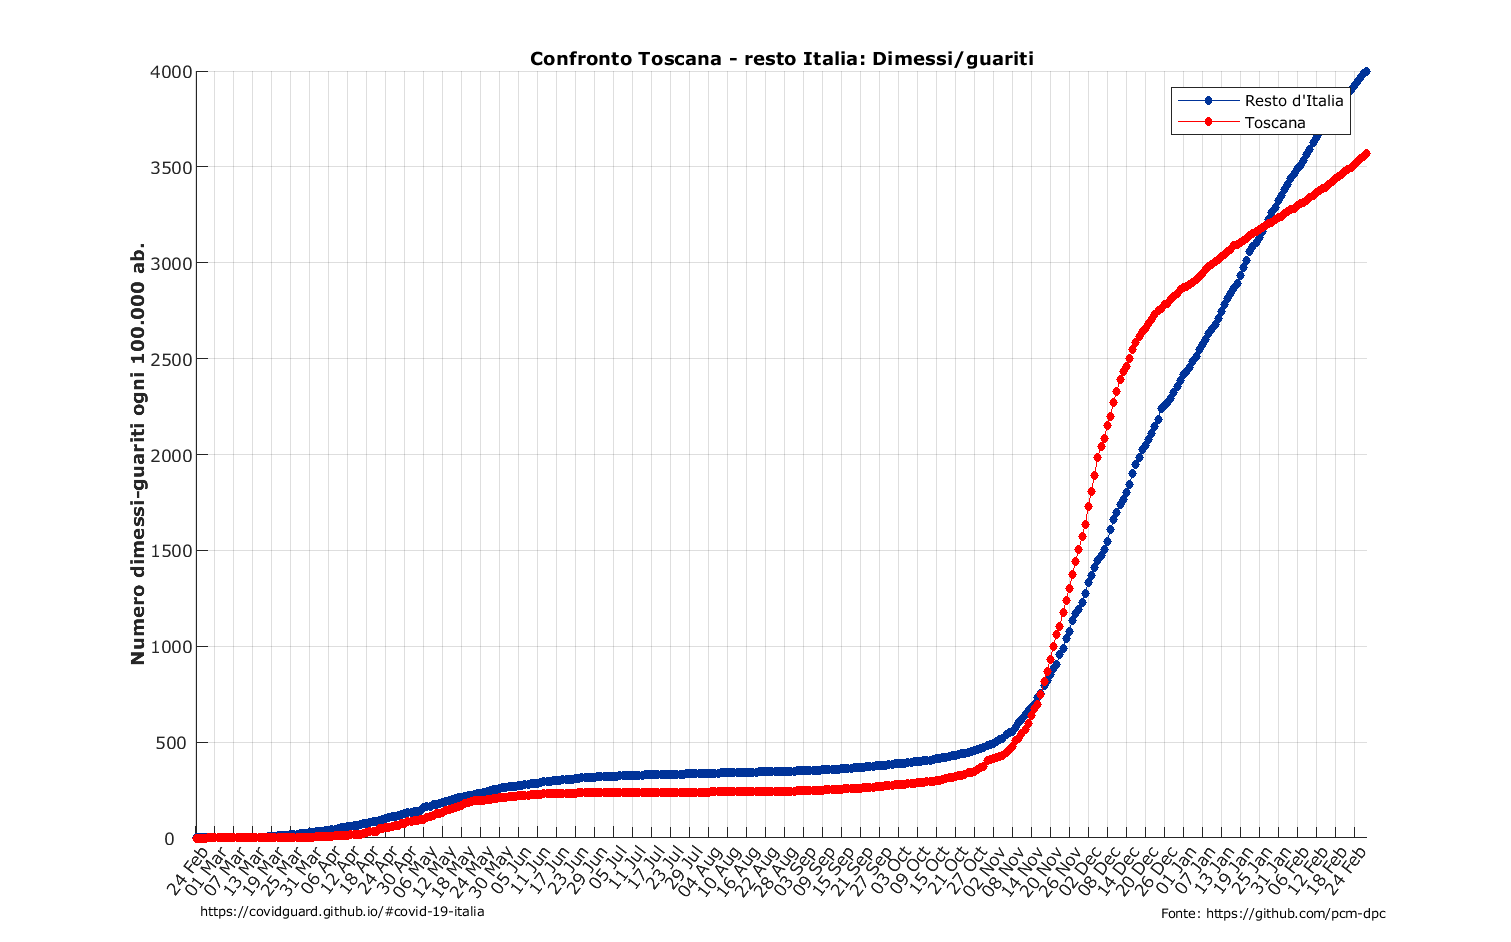 Confronto Toscana - resto Italia: Dimessi/guariti
Resto d'Italia
Toscana
Numero dimessi-guariti ogni 100.000 ab.
4000
3500
3000
2500
2000
1500
1000
500
0
24 Feb
01 Mar
07 Mar
13 Mar
19 Mar
25 Mar
31 Mar
06 Apr
12 Apr
18 Apr
24 Apr
30 Apr
06 May
12 May
18 May
24 May
30 May
05 Jun
11 Jun
17 Jun
23 Jun
29 Jun
05 Jul
11 Jul
17 Jul
23 Jul
29 Jul
04 Aug
10 Aug
16 Aug
22 Aug
28 Aug
03 Sep
09 Sep
15 Sep
21 Sep
27 Sep
03 Oct
09 Oct
15 Oct
21 Oct
27 Oct
02 Nov
08 Nov
14 Nov
20 Nov
26 Nov
02 Dec
08 Dec
14 Dec
20 Dec
26 Dec
01 Jan
07 Jan
13 Jan
19 Jan
25 Jan
31 Jan
06 Feb
12 Feb
18 Feb
24 Feb
https://covidguard.github.io/#covid-19-italia
Fonte: https://github.com/pcm-dpc